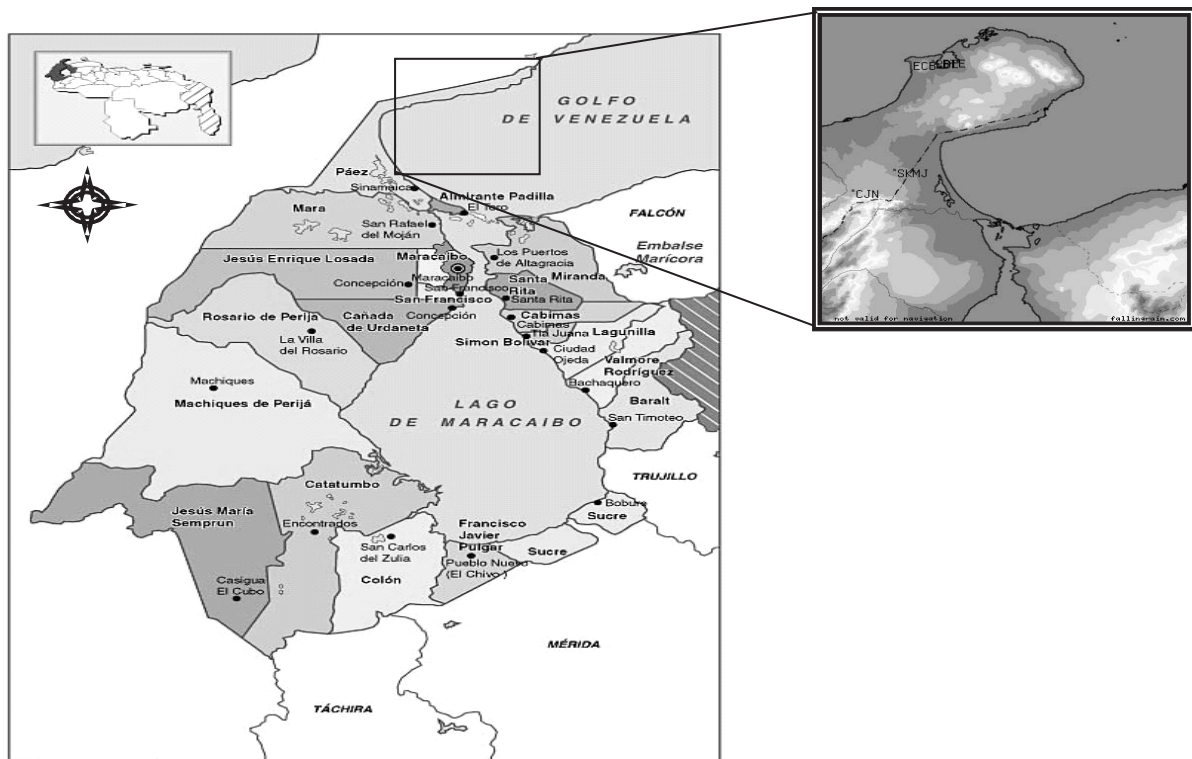 GOLFO
DE VENEZUELA
Páez
Sinamaica
Almirante Padilla
El Toro
Mara
San Rafael
del Moján
FALCÓN
Embalse
Marícora
Los Puertos
de Altagracia
Jesús Enrique Losada
Maracaibo
Maracaibo
Miranda
Santa
Rita
Santa Rita
Concepción
San Francisco
San Francisco
Concepción
Cañada
de Urdaneta
Rosario de Perija
La Villa
del Rosario
Cabimas
Cabimas
Tia Juana
Lagunilla
Simon Bolivar
Ciudad
Ojeda
Valmore
Rodríguez
Bachaquero
Baralt
San Timoteo
Machiques
Machiques de Perijá
LAGO
DE MARACAIBO
TRUJILLO
Catatumbo
Jesús María
Semprun
Encontrados
Bobure
Sucre
Francisco
Javier
Pulgar
Sucre
San Carlos
del Zulia
Pueblo Nuevo
(El Chivo )
Colón
Casigua
El Cubo
MÉRIDA
TÁCHIRA
SKMJ
CJN
not valid for navigation
fallingrain.com